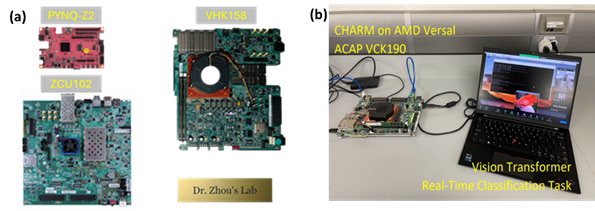 (a)
PYNQ-Z2
VHK158
ZCU102
Dr. Zhou's Lab
(b)
CHARM on AMD Versal
ACAP VCK190
Vision Transformer
Real-Time Classification Task